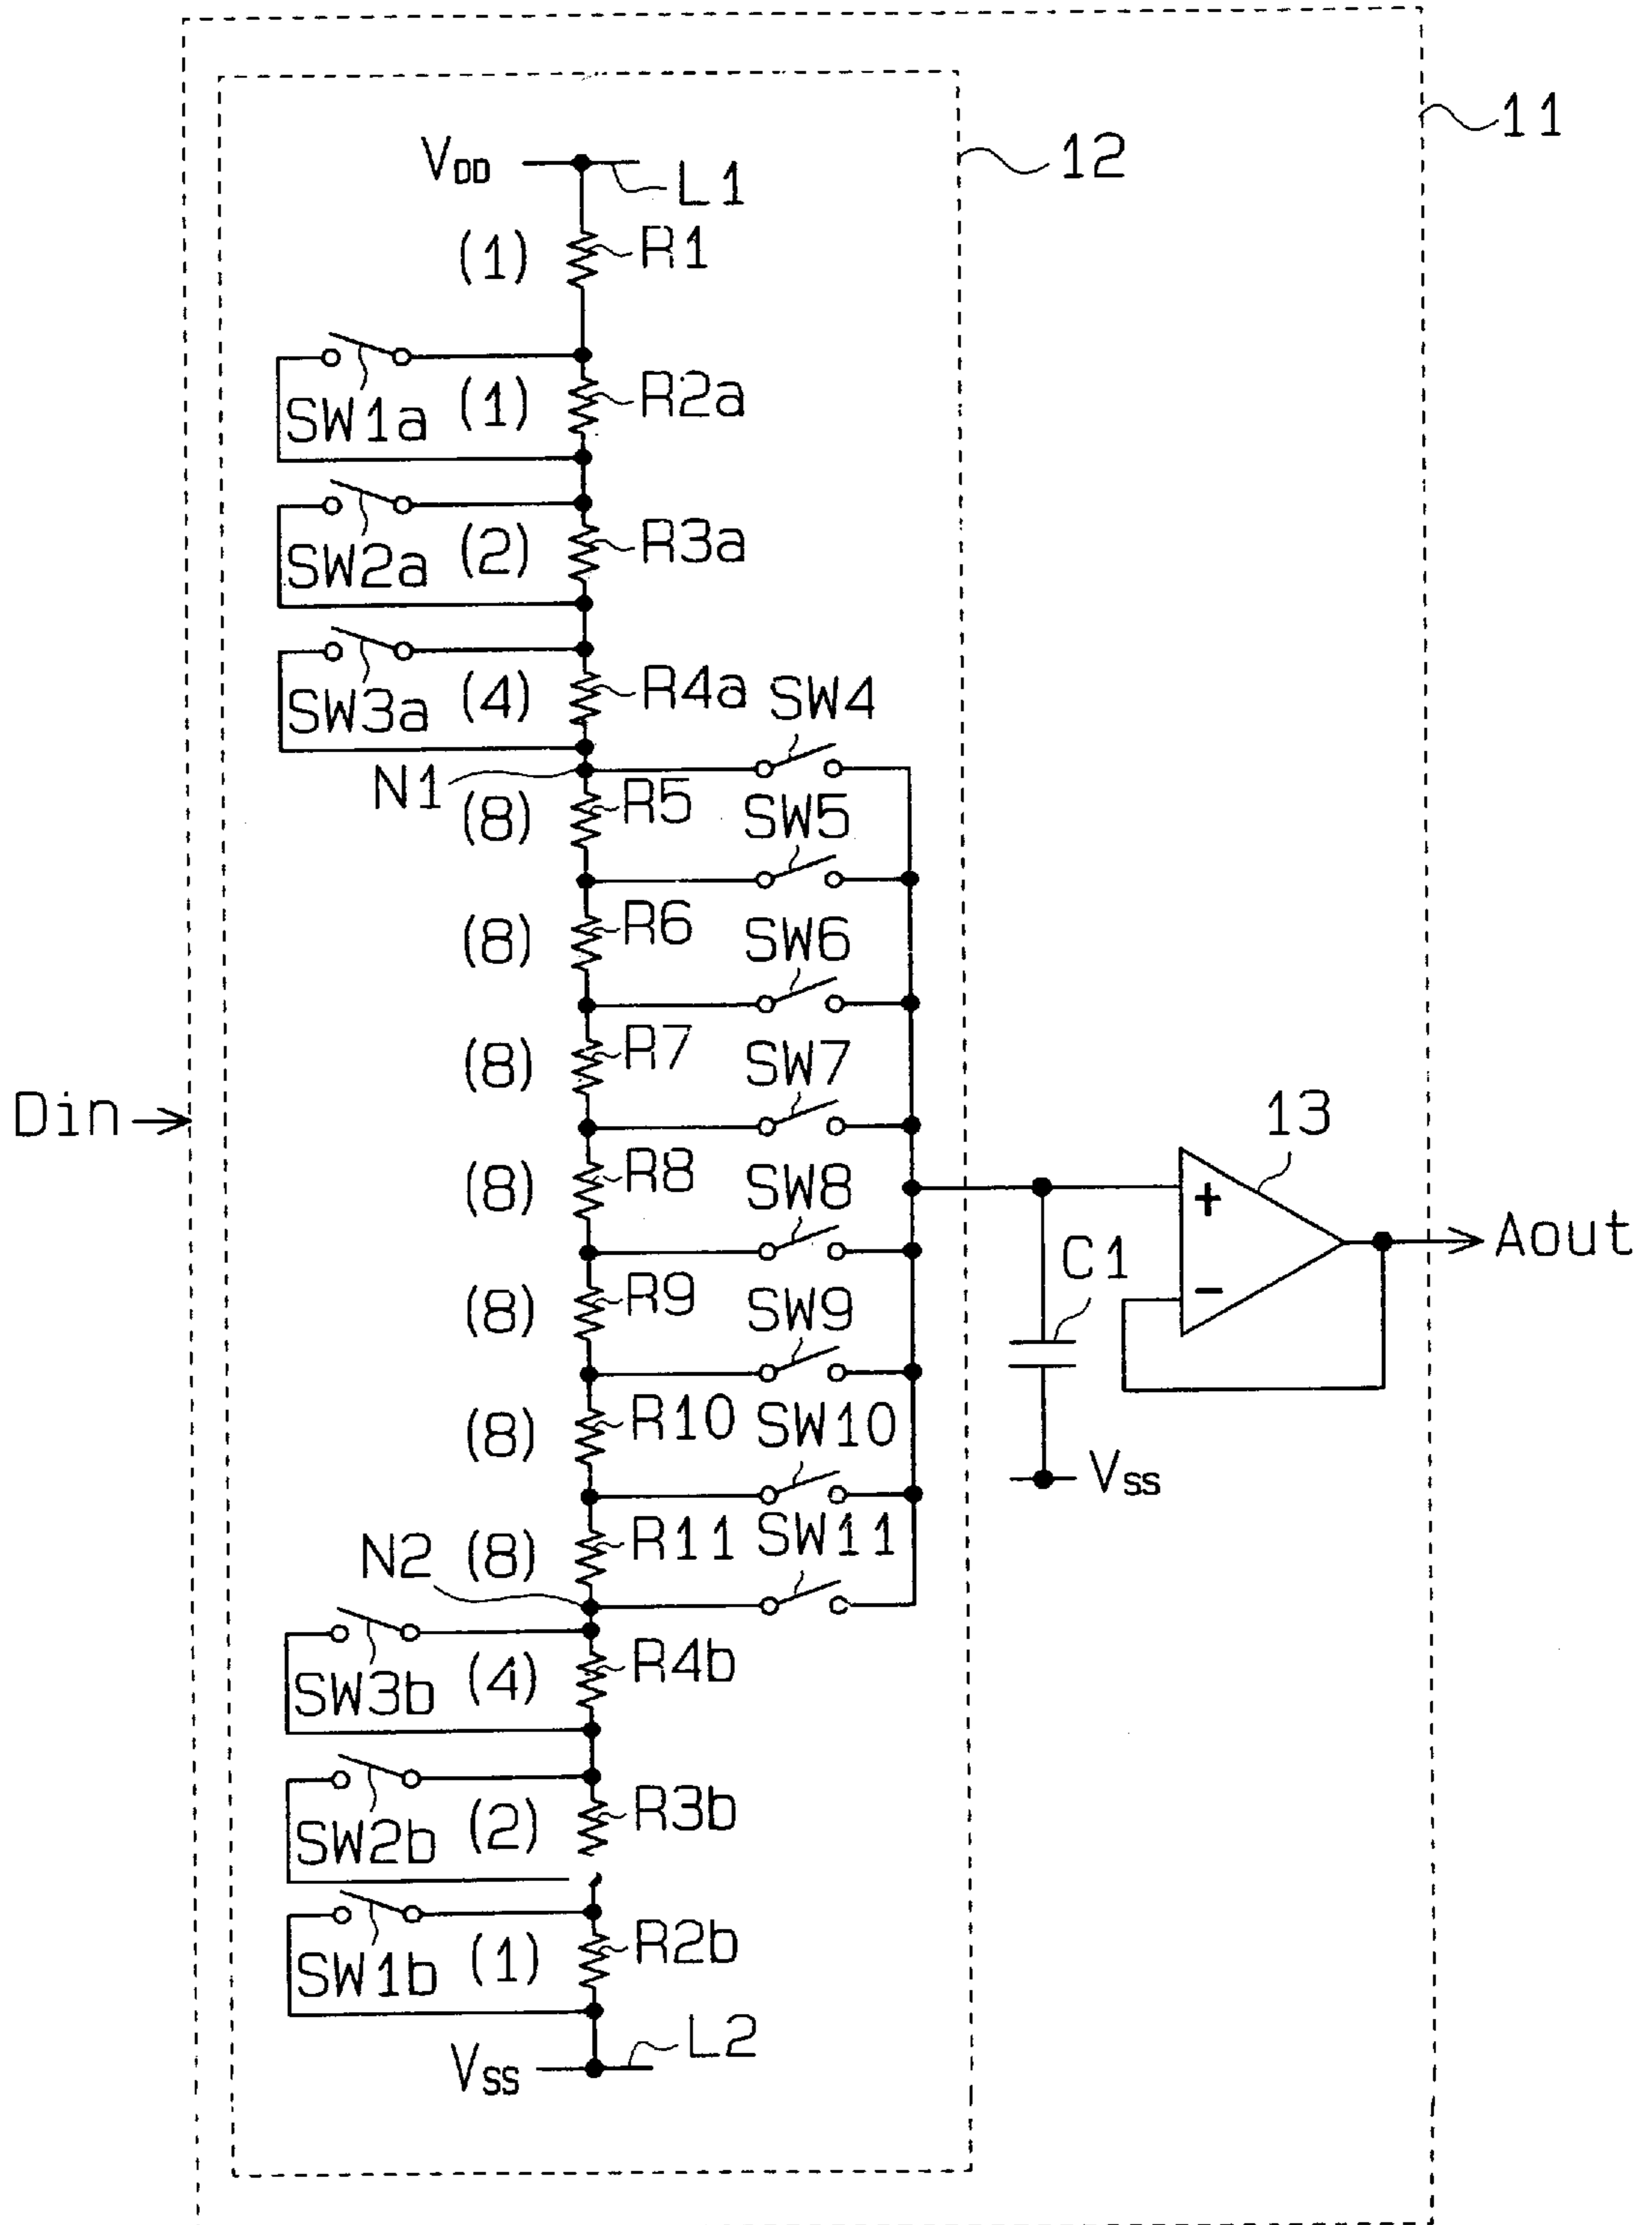 11
12
VDD
L1
(1)
R1
SW1a
(1)
R2a
SW2a
(2)
R3a
SW3a
(4)
R4a
SW4
N1
(8)
R5
SW5
(8)
R6
SW6
(8)
R7
SW7
Din
(8)
R8
SW8
13
+
−
Aout
C1
(8)
R9
SW9
(8)
R10
SW10
VSS
N2
(8)
R11
SW11
SW3b
(4)
R4b
SW2b
(2)
R3b
SW1b
(1)
R2b
VSS
L2